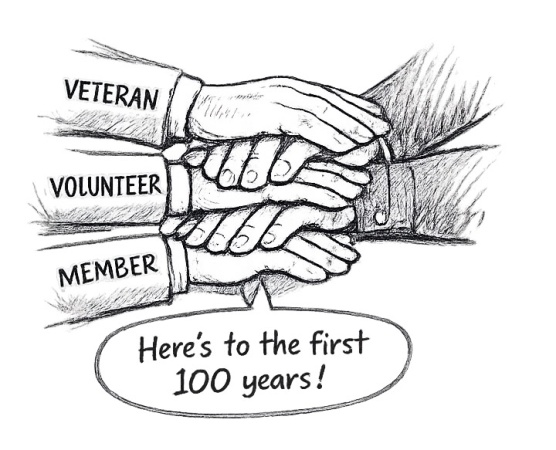 VETERAN
VOLUNTEER
MEMBER
Here's to the first
100 years!